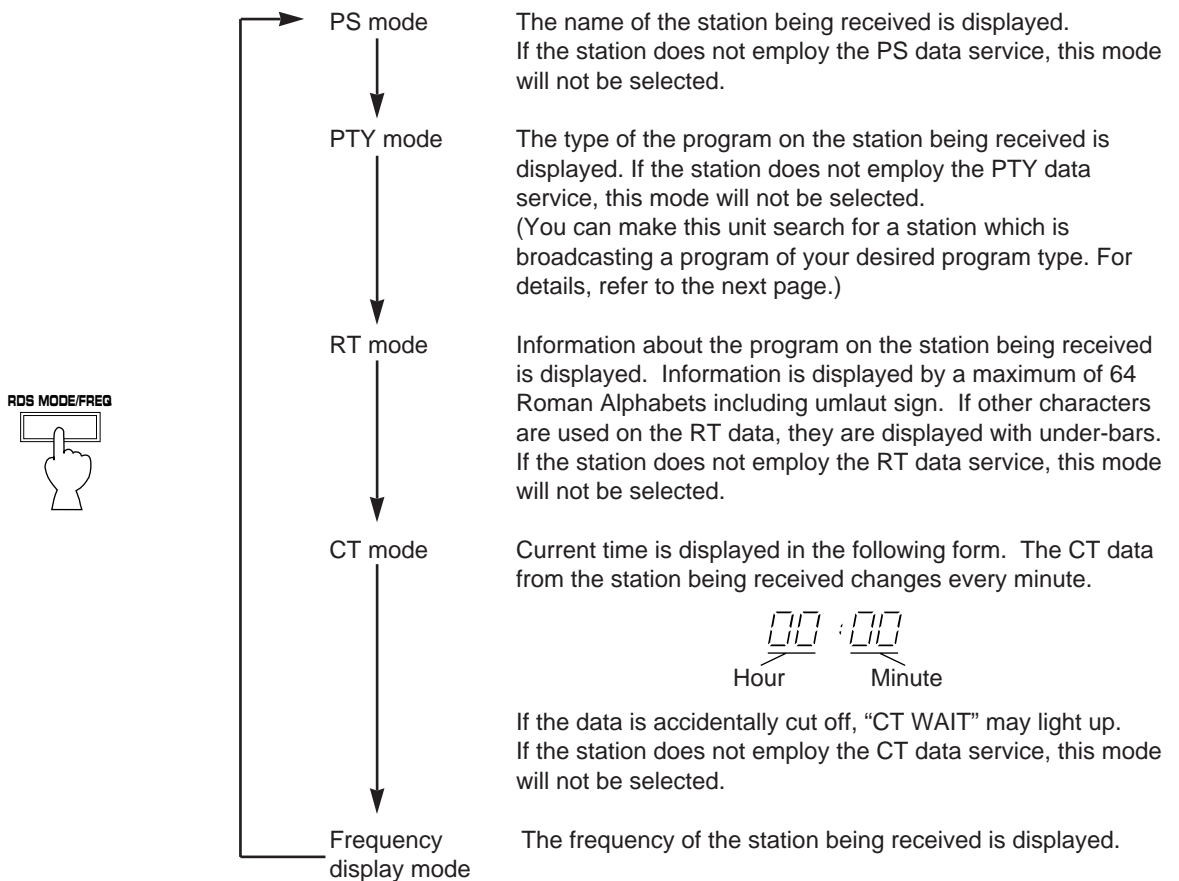 PS mode The name of the station being received is displayed.
If the station does not employ the PS data service, this mode
will not be selected.
PTY mode The type of the program on the station being received is
displayed. If the station does not employ the PTY data
service, this mode will not be selected.
(You can make this unit search for a station which is
broadcasting a program of your desired program type. For
details, refer to the next page.)
RT mode Information about the program on the station being received
is displayed. Information is displayed by a maximum of 64
Roman Alphabets including umlaut sign. If other characters
are used on the RT data, they are displayed with under-bars.
If the station does not employ the RT data service, this mode
will not be selected.
RDS MODE/FREQ
CT mode Current time is displayed in the following form. The CT data
from the station being received changes every minute.
00:00
Hour Minute
If the data is accidentally cut off, “CT WAIT” may light up.
If the station does not employ the CT data service, this mode
will not be selected.
Frequency The frequency of the station being received is displayed.
display mode